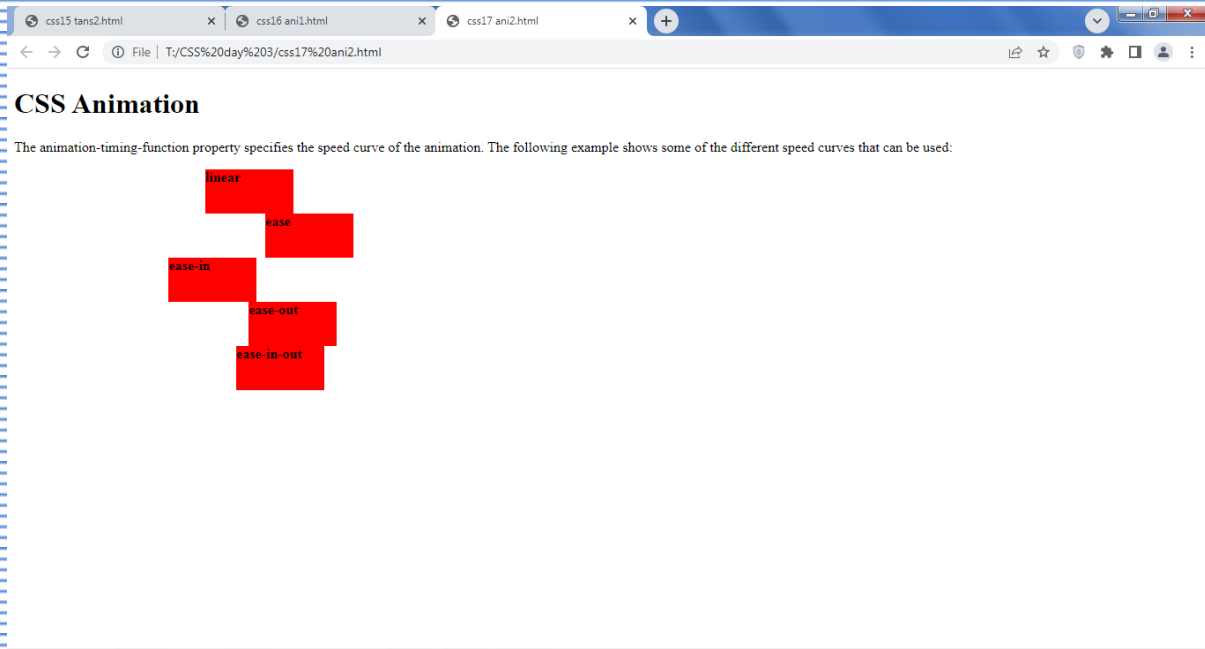 css15 tans2.html
css16 ani1.html
css17 ani2.html
File | T:/CSS%20day%203/css17%20ani2.html
CSS Animation
The animation-timing-function property specifies the speed curve of the animation. The following example shows some of the different speed curves that can be used:
linear
ease
ease-in
ease-out
ease-in-out